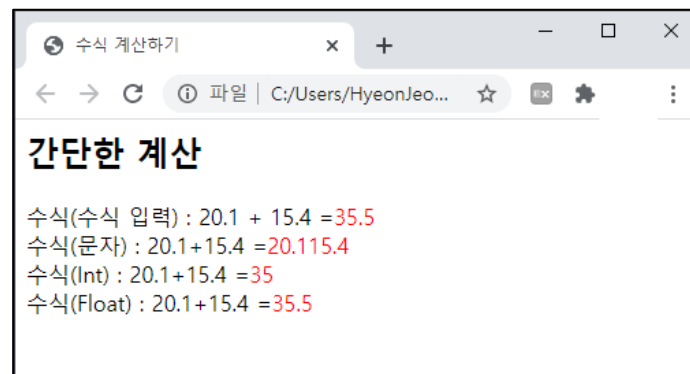 수식 계산하기
파일 C:/Users/HyeonJeo...
EX
간단한 계산
수식(수식 입력) : 20.1 + 15.4 =35.5
수식(문자) : 20.1+15.4 =20.115.4
수식(Int) : 20.1+15.4 =35
수식(Float) : 20.1+15.4 =35.5